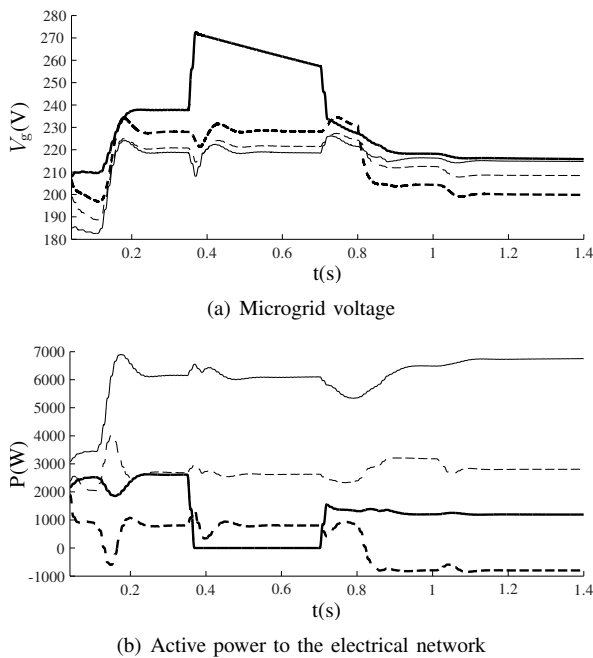 280
270
260
250
240
230
220
210
200
190
180
Vg(V)
0.2 0.4 0.6 0.8 1 1.2 1.4
t(s)
(a) Microgrid voltage
7000
6000
5000
4000
3000
2000
1000
0
-1000
P(W)
0.2 0.4 0.6 0.8 1 1.2 1.4
t(s)
(b) Active power to the electrical network